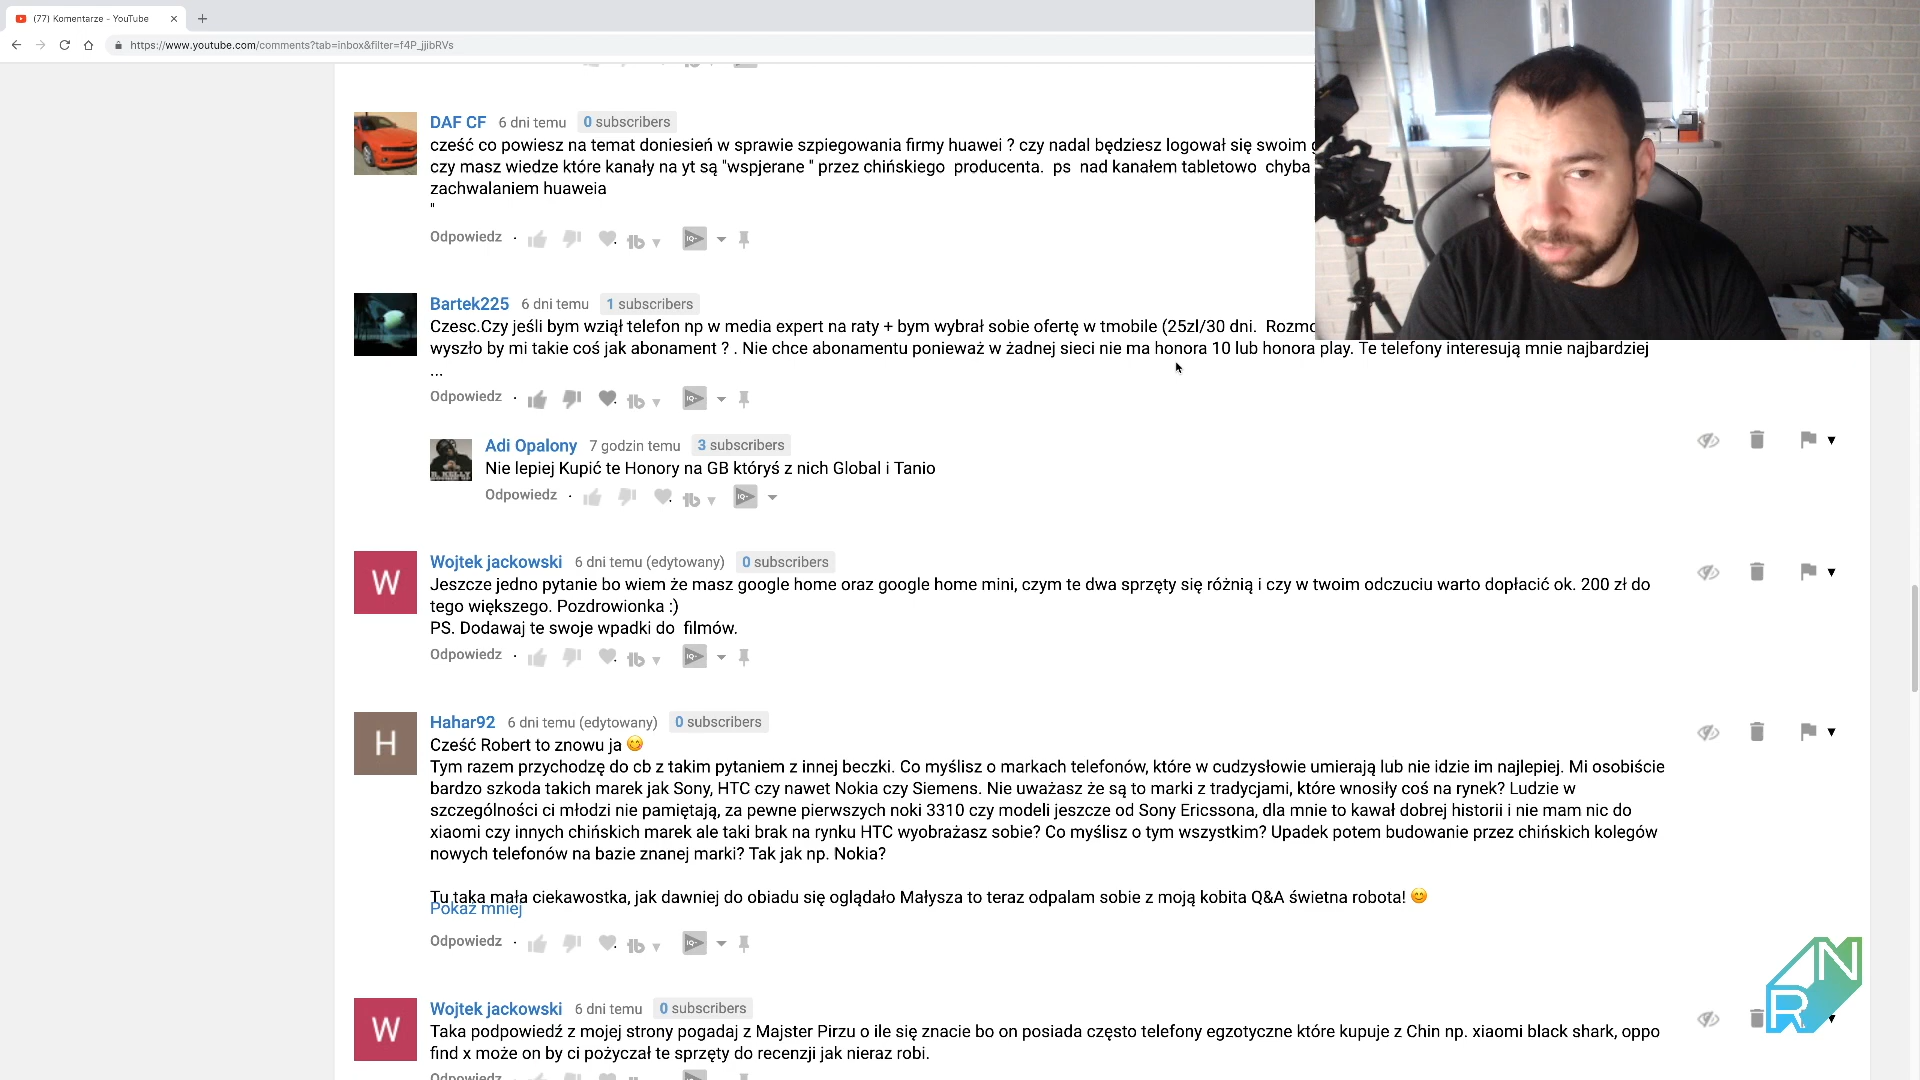 (77) Komentarze - YouTube
https://www.youtube.com/comments?tab=inbox&filter=f4P_jjibRVs
DAF CF 6 dni temu 0 subscribers
cześć co powiesz na temat doniesień w sprawie szpiegowania firmy huawei ? czy nadal będziesz logował się swoim
czy masz wiedze które kanały na yt są "wspjerane " przez chińskiego producenta. ps nad kanałem tabletowo chyba
zachwalaniem huaweia
"
Odpowiedz
Bartek225 6 dni temu 1 subscribers
Czesc.Czy jeśli bym wziął telefon np w media expert na raty + bym wybrał sobie ofertę w tmobile (25zl/30 dni.
wyszło by mi takie coś jak abonament ? . Nie chce abonamentu ponieważ w żadnej sieci nie ma honora 10 lub honora play. Te telefony interesują mnie najbardziej
...
Odpowiedz
Adi Opalony 7 godzin temu 3 subscribers
Nie lepiej Kupić te Honory na GB któryś z nich Global i Tanio
Odpowiedz
W
Wojtek jackowski 6 dni temu (edytowany) 0 subscribers
Jeszcze jedno pytanie bo wiem że masz google home oraz google home mini, czym te dwa sprzęty się różnią i czy w twoim odczuciu warto dopłacić ok. 200 zł do
tego większego. Pozdrowionka :)
PS. Dodawaj te swoje wpadki do filmów.
Odpowiedz
H
Hahar92 6 dni temu (edytowany) 0 subscribers
Cześć Robert to znowu ja 😋
Tym razem przychodzę do cb z takim pytaniem z innej beczki. Co myślisz o markach telefonów, które w cudzysłowie umierają lub nie idzie im najlepiej. Mi osobiście
bardzo szkoda takich marek jak Sony, HTC czy nawet Nokia czy Siemens. Nie uważasz że są to marki z tradycjami, które wnosiły coś na rynek? Ludzie w
szczególności ci młodzi nie pamiętają, za pewne pierwszych noki 3310 czy modeli jeszcze od Sony Ericssona, dla mnie to kawał dobrej historii i nie mam nic do
xiaomi czy innych chińskich marek ale taki brak na rynku HTC wyobrażasz sobie? Co myślisz o tym wszystkim? Upadek potem budowanie przez chińskich kolegów
nowych telefonów na bazie znanej marki? Tak jak np. Nokia?
Tu taka mała ciekawostka, jak dawniej do obiadu się oglądało Małysza to teraz odpalam sobie z moją kobita Q&A świetna robota! 😊
Pokaż mniej
Odpowiedz
W
Wojtek jackowski 6 dni temu 0 subscribers
Taka podpowiedź z mojej strony pogadaj z Majster Pirzu o ile się znacie bo on posiada często telefony egzotyczne które kupuje z Chin np. xiaomi black shark, oppo
find x może on by ci pożyczał te sprzęty do recenzji jak nieraz robi.
Odpowiedz
RN